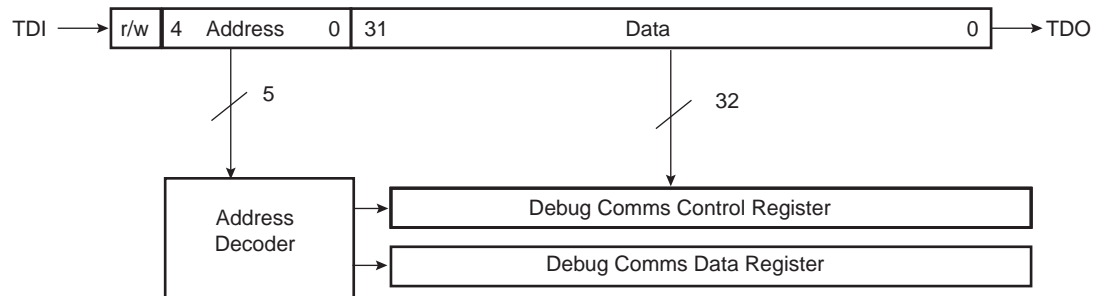 TDI r/w 4 Address 0 31 Data 0 TDO
5
32
Address
Decoder
Debug Comms Control Register
Debug Comms Data Register